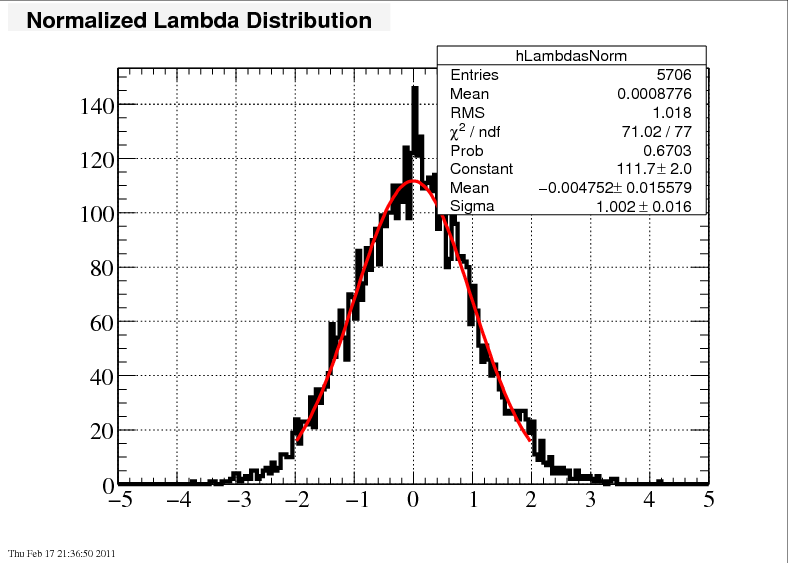 Normalized Lambda Distribution
hLambdasNorm
Entries 5706
Mean 0.0008776
RMS 1.018
χ² / ndf 71.02 / 77
Prob 0.6703
Constant 111.7 ± 2.0
Mean −0.004752 ± 0.015579
Sigma 1.002 ± 0.016
140
120
100
80
60
40
20
0
−5 −4 −3 −2 −1 0 1 2 3 4 5
Thu Feb 17 21:36:50 2011